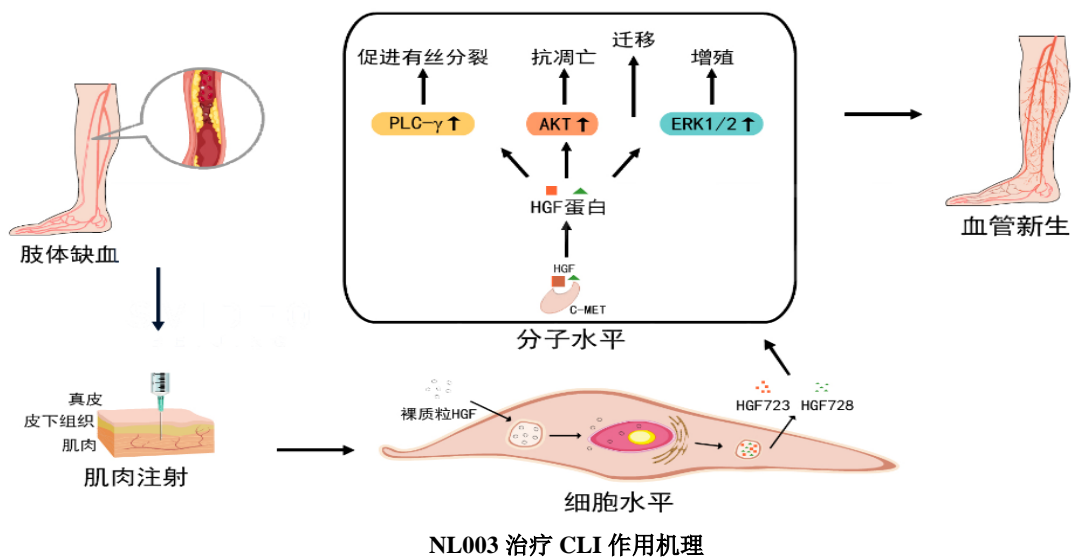 促进有丝分裂
抗凋亡
迁移
增殖
PLC-γ↑
AKT↑
ERK1/2↑
HGF蛋白
HGF
C-MET
分子水平
肢体缺血
血管新生
真皮
皮下组织
肌肉
肌肉注射
裸质粒HGF
HGF723
HGF728
细胞水平
NL003 治疗 CLI 作用机理